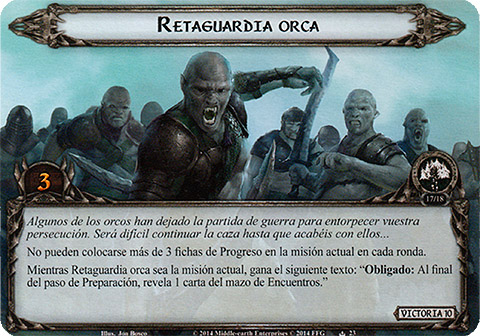 Retaguardia orca
3
17/18
Algunos de los orcos han dejado la partida de guerra para entorpecer vuestra
persecución. Será difícil continuar la caza hasta que acabéis con ellos...
No pueden colocarse más de 3 fichas de Progreso en la misión actual en cada ronda.
Mientras Retaguardia orca sea la misión actual, gana el siguiente texto: “Obligado: Al final
del paso de Preparación, revela 1 carta del mazo de Encuentros.”
Victoria 10
Illus. Jon Bosco © 2014 Middle-earth Enterprises © 2014 FFG 23